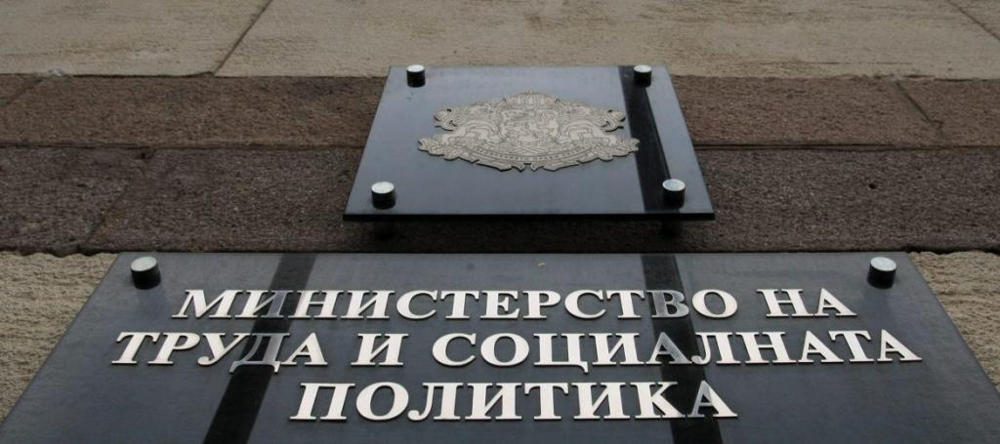 МИНИСТЕРСТВО НА
ТРУДА И СОЦИАЛНАТА
ПОЛИТИКА